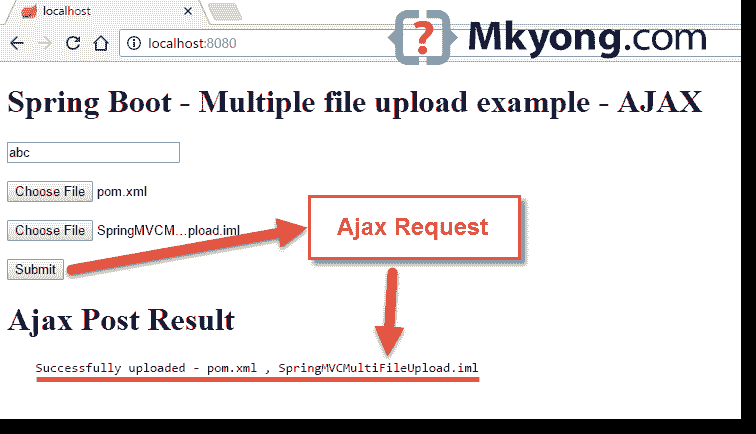 localhost
localhost:8080
{?} Mkyong.com
Spring Boot - Multiple file upload example - AJAX
abc
Choose File pom.xml
Choose File SpringMVCM...pload.iml
Ajax Request
Submit
Ajax Post Result
Successfully uploaded - pom.xml , SpringMVCMultiFileUpload.iml